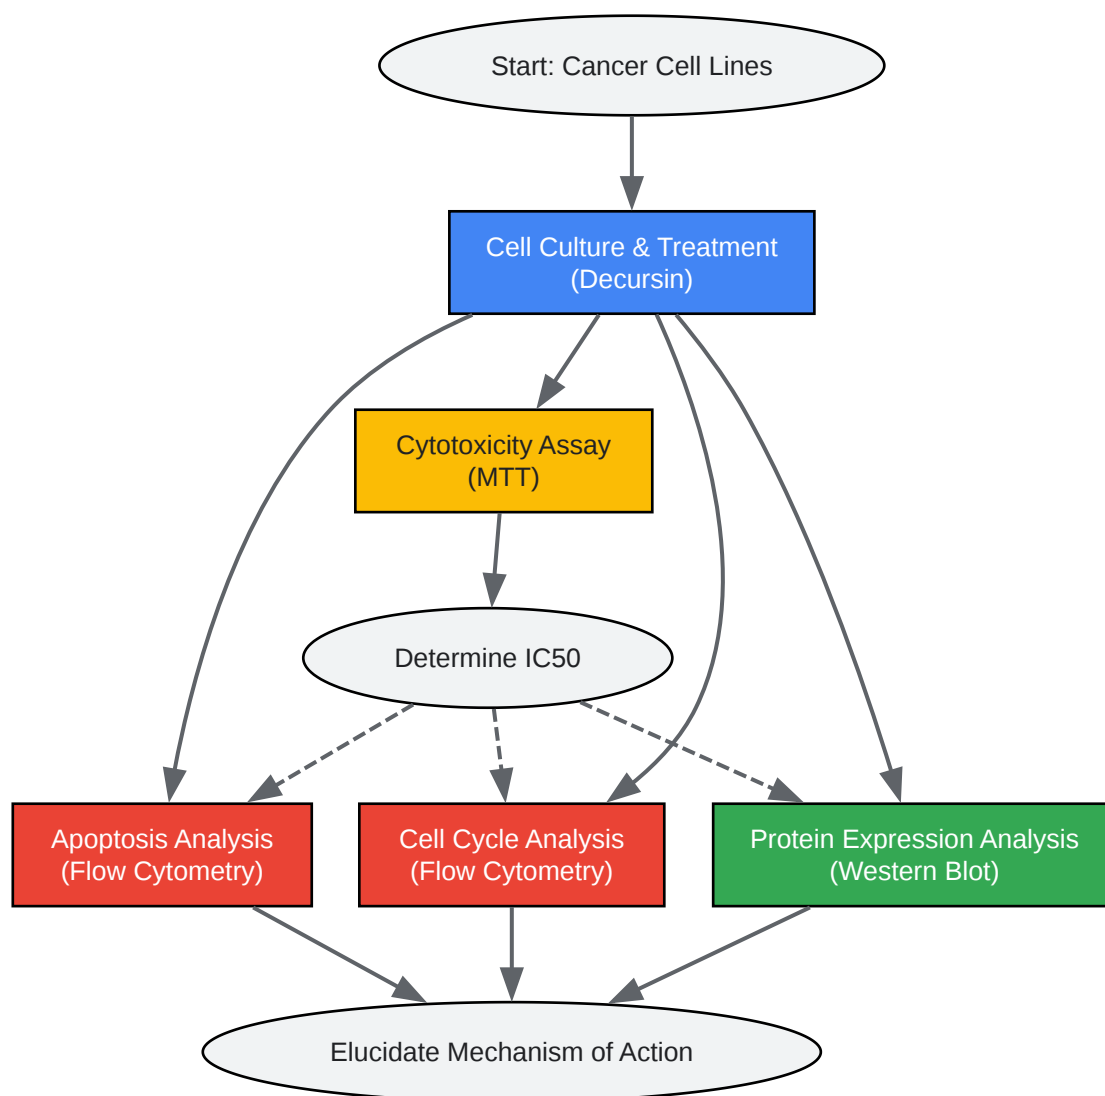 Start: Cancer Cell Lines
Cell Culture & Treatment
(Decursin)
Cytotoxicity Assay
(MTT)
Determine IC50
Apoptosis Analysis
(Flow Cytometry)
Cell Cycle Analysis
(Flow Cytometry)
Protein Expression Analysis
(Western Blot)
Elucidate Mechanism of Action